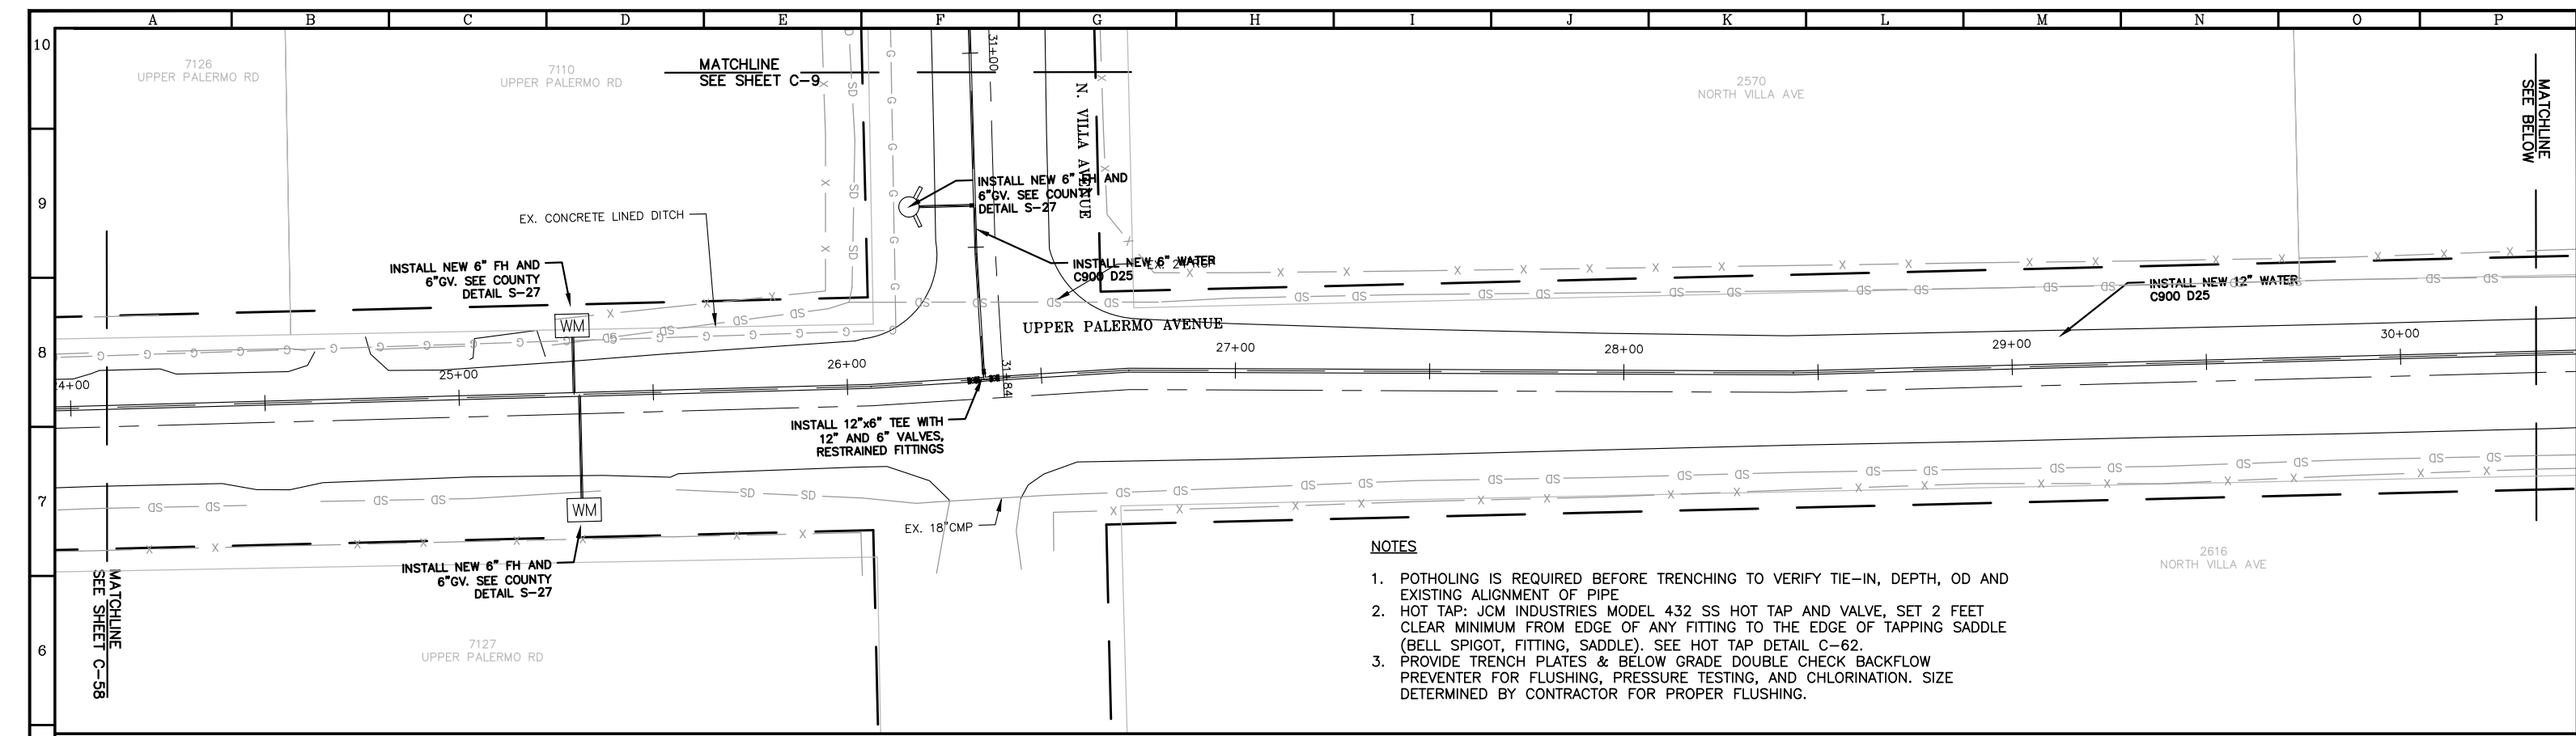 A B C D E F G H I J K L M N O P
10
9
8
7
6
7126
UPPER PALERMO RD
7110
UPPER PALERMO RD
MATCHLINE
SEE SHEET C-9
31+00
N. VILLA AVENUE
2570
NORTH VILLA AVE
MATCHLINE
SEE BELOW
INSTALL NEW 6" FH AND
6"GV. SEE COUNTY
DETAIL S-27
EX. CONCRETE LINED DITCH
INSTALL NEW 6" FH AND
6"GV. SEE COUNTY
DETAIL S-27
INSTALL NEW 6" WATER
C900 D25
INSTALL NEW 12" WATER
C900 D25
WM
UPPER PALERMO AVENUE
4+00
25+00
26+00
27+00
28+00
29+00
30+00
31+84
INSTALL 12"x6" TEE WITH
12" AND 6" VALVES,
RESTRAINED FITTINGS
WM
EX. 18"CMP
INSTALL NEW 6" FH AND
6"GV. SEE COUNTY
DETAIL S-27
MATCHLINE
SEE SHEET C-58
7127
UPPER PALERMO RD
2616
NORTH VILLA AVE
NOTES
1. POTHOLING IS REQUIRED BEFORE TRENCHING TO VERIFY TIE-IN, DEPTH, OD AND
EXISTING ALIGNMENT OF PIPE
2. HOT TAP: JCM INDUSTRIES MODEL 432 SS HOT TAP AND VALVE, SET 2 FEET
CLEAR MINIMUM FROM EDGE OF ANY FITTING TO THE EDGE OF TAPPING SADDLE
(BELL SPIGOT, FITTING, SADDLE). SEE HOT TAP DETAIL C-62.
3. PROVIDE TRENCH PLATES & BELOW GRADE DOUBLE CHECK BACKFLOW
PREVENTER FOR FLUSHING, PRESSURE TESTING, AND CHLORINATION. SIZE
DETERMINED BY CONTRACTOR FOR PROPER FLUSHING.